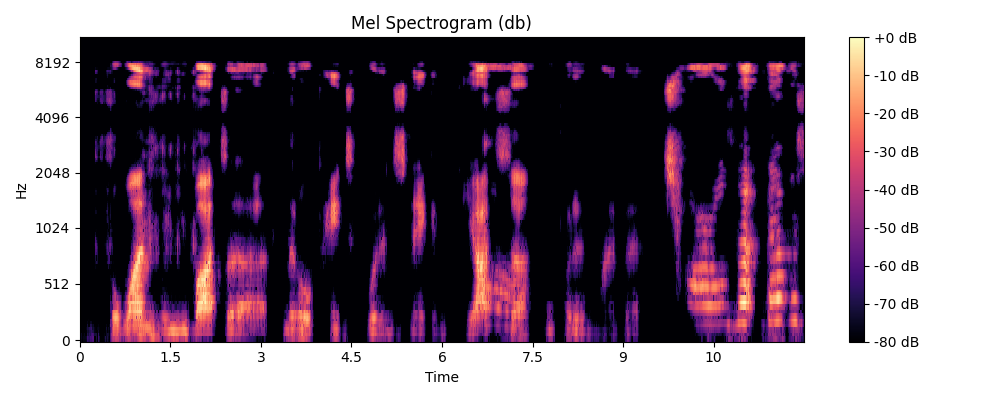 Mel Spectrogram (db)
Hz
8192
4096
2048
1024
512
0
0 1.5 3 4.5 6 7.5 9 10
Time
+0 dB
-10 dB
-20 dB
-30 dB
-40 dB
-50 dB
-60 dB
-70 dB
-80 dB